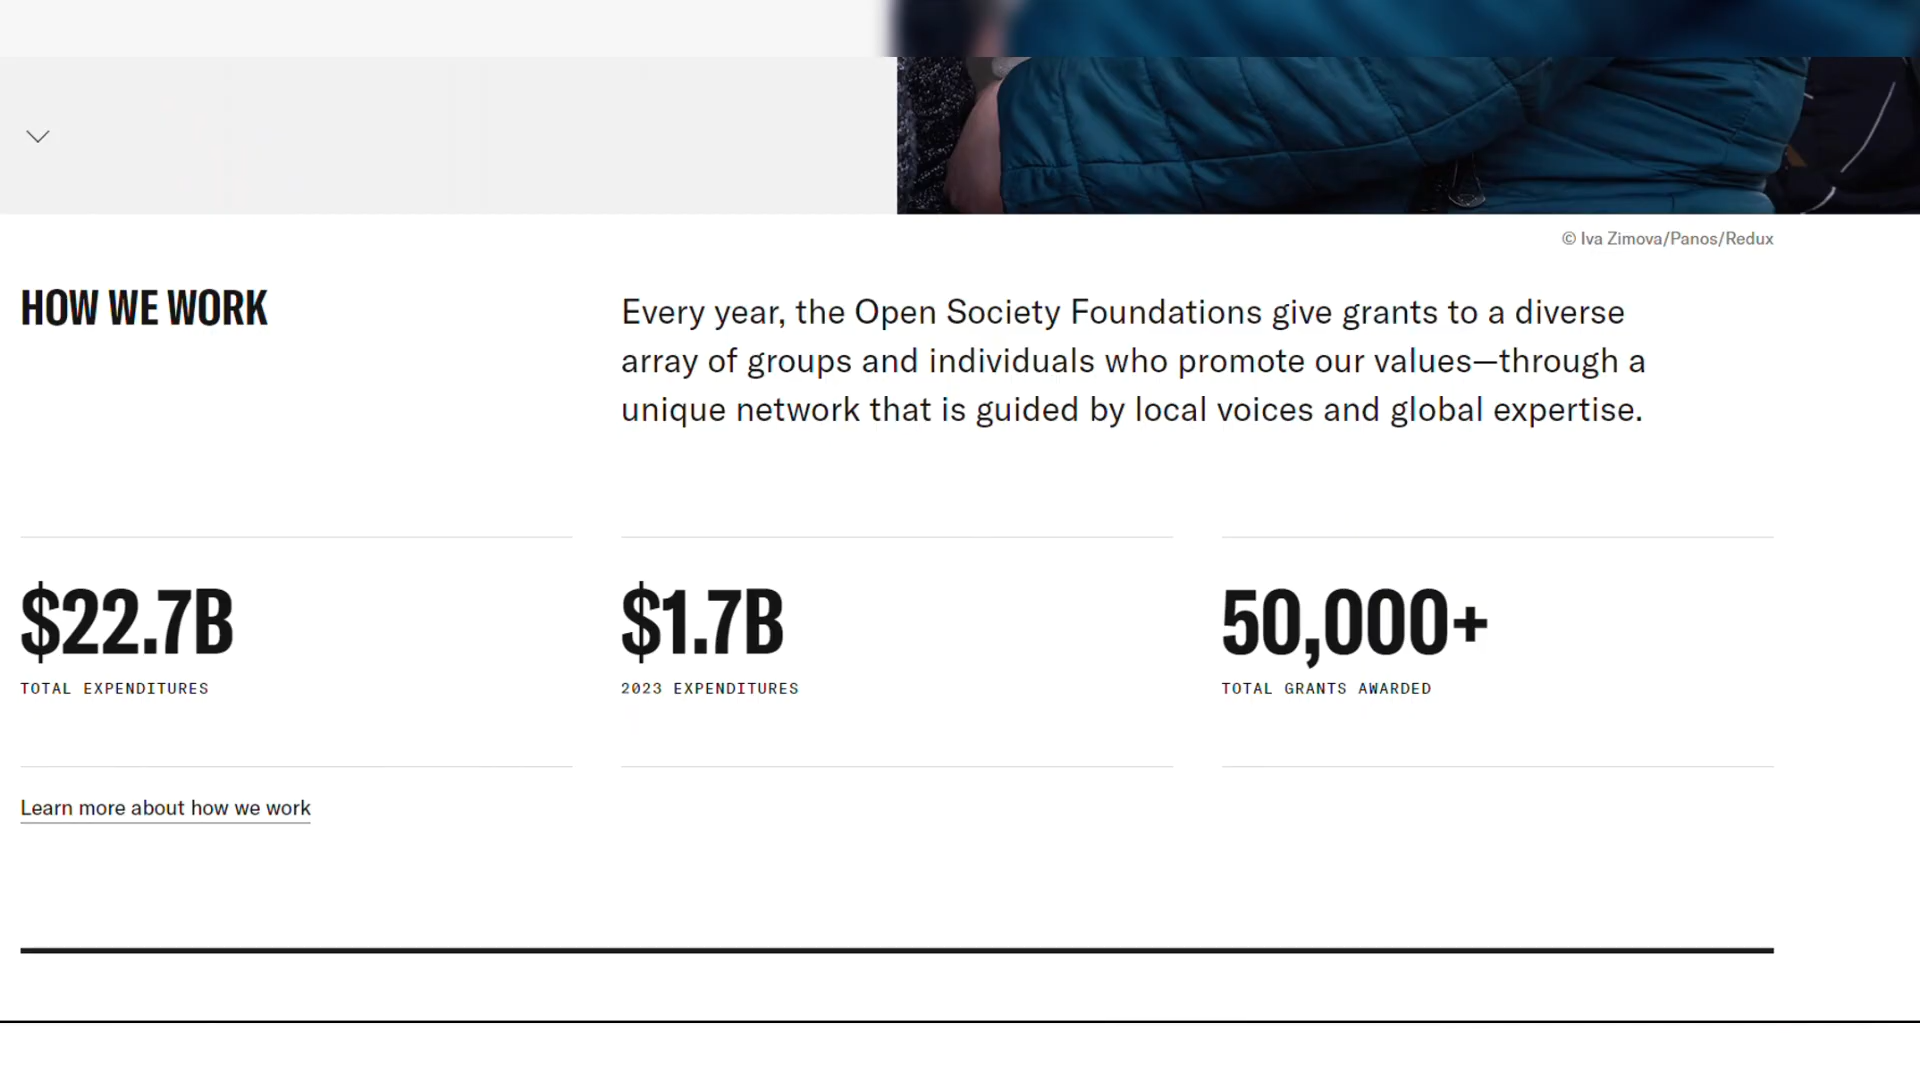 © Iva Zimova/Panos/Redux
HOW WE WORK
Every year, the Open Society Foundations give grants to a diverse
array of groups and individuals who promote our values—through a
unique network that is guided by local voices and global expertise.
$22.7B
TOTAL EXPENDITURES
$1.7B
2023 EXPENDITURES
50,000+
TOTAL GRANTS AWARDED
Learn more about how we work